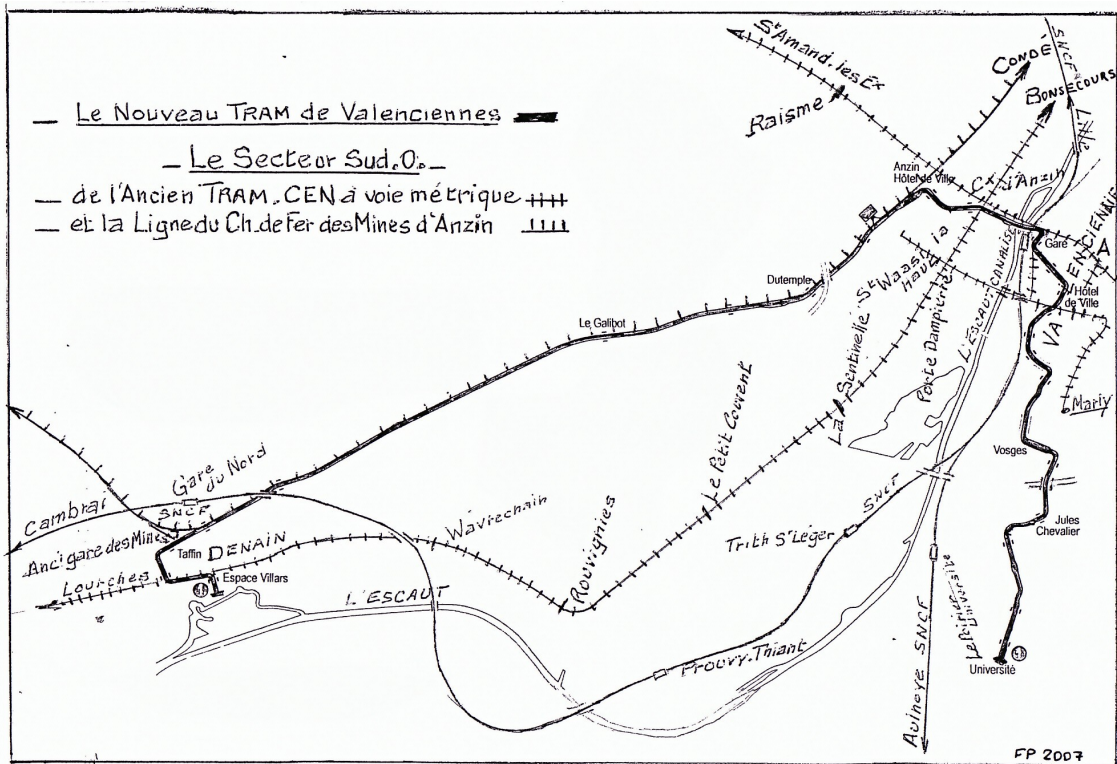 _ Le Nouveau TRAM de Valenciennes
_ Le Secteur Sud.O. _
_ de l'Ancien TRAM.CEN à voie métrique
_ et la Ligne du Ch.de Fer des Mines d'Anzin
St Amand.les Ex
Raisme
CONDÉ
BONSECOURS
SNCF
Lille
Anzin
Hôtel de Ville
Cx d'Anzin
Gare
VALENCIENNES
Hôtel
de Ville
Marly
Dutemple
St Waast la
haut
La Sentinelle
Porte Dampierre
L'ESCAUT CANALISÉ
Le Galibot
Le Petit Couvent
Vosges
Jules
Chevalier
Gare
du Nord
Cambrai
SNCF
Anc; gare des Mines
Taffin
DENAIN
Wavrechain
Lourches
Espace Villars
L'ESCAUT
Rouvignies
Trith St Léger
SNCF
Prouvy.Thiant
Aulnoye SNCF
Université
Université
FP 2007